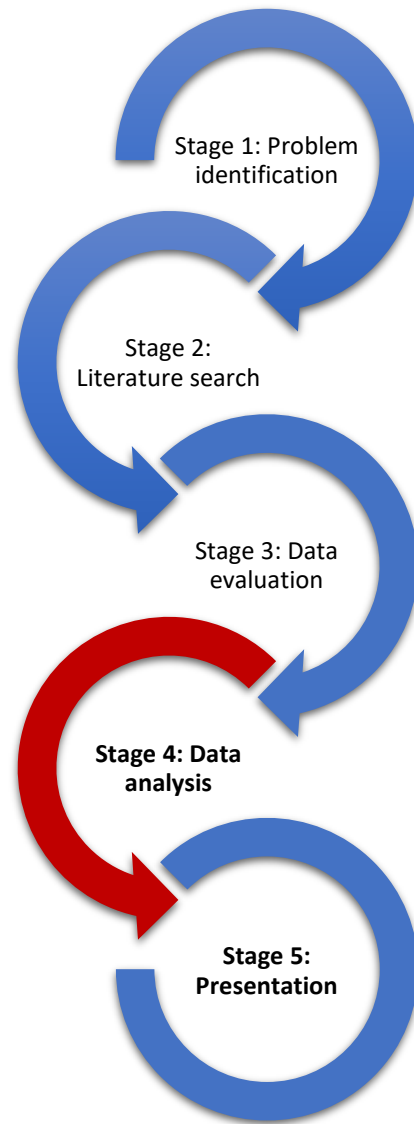 Stage 1: Problem
identification
Stage 2:
Literature search
Stage 3: Data
evaluation
Stage 4: Data
analysis
Stage 5:
Presentation